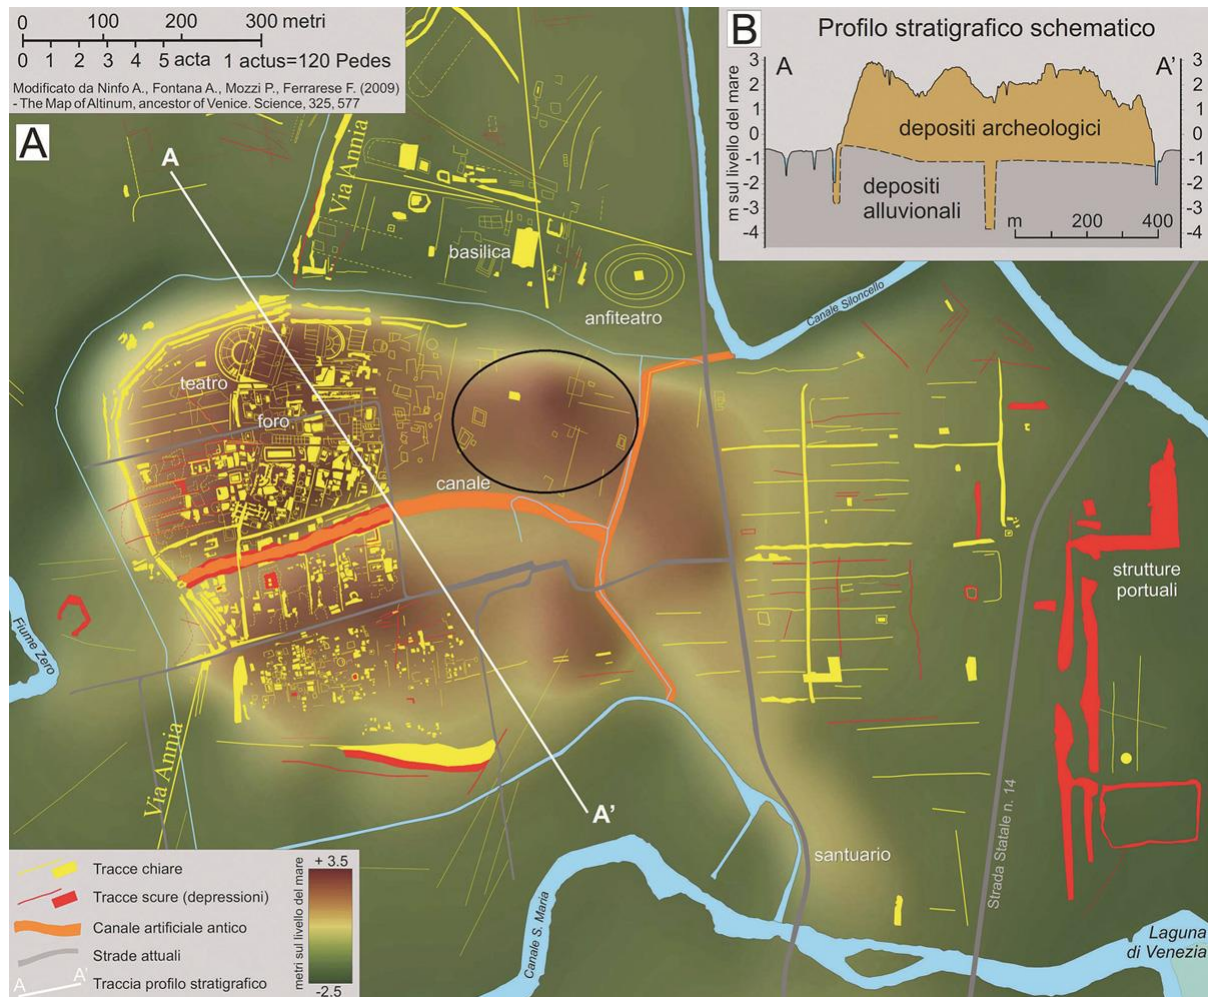 0 100 200 300 metri
0 1 2 3 4 5 acta 1 actus=120 Pedes
Modificato da Ninfo A., Fontana A., Mozzi P., Ferrarese F. (2009)
- The Map of Altinum, ancestor of Venice. Science, 325, 577
A
B
Profilo stratigrafico schematico
A
A'
m sul livello del mare
3
2
1
0
-1
-2
-3
-4
3
2
1
0
-1
-2
-3
-4
depositi archeologici
depositi
alluvionali
m 200 400
A
Via Annia
basilica
anfiteatro
Canale Siloncello
teatro
foro
canale
strutture
portuali
Fiume Zero
Via Annia
A'
santuario
Strada Statale n. 14
Canale S. Maria
Laguna
di Venezia
Tracce chiare
Tracce scure (depressioni)
Canale artificiale antico
Strade attuali
A A' Traccia profilo stratigrafico
metri sul livello del mare
+ 3.5
-2.5